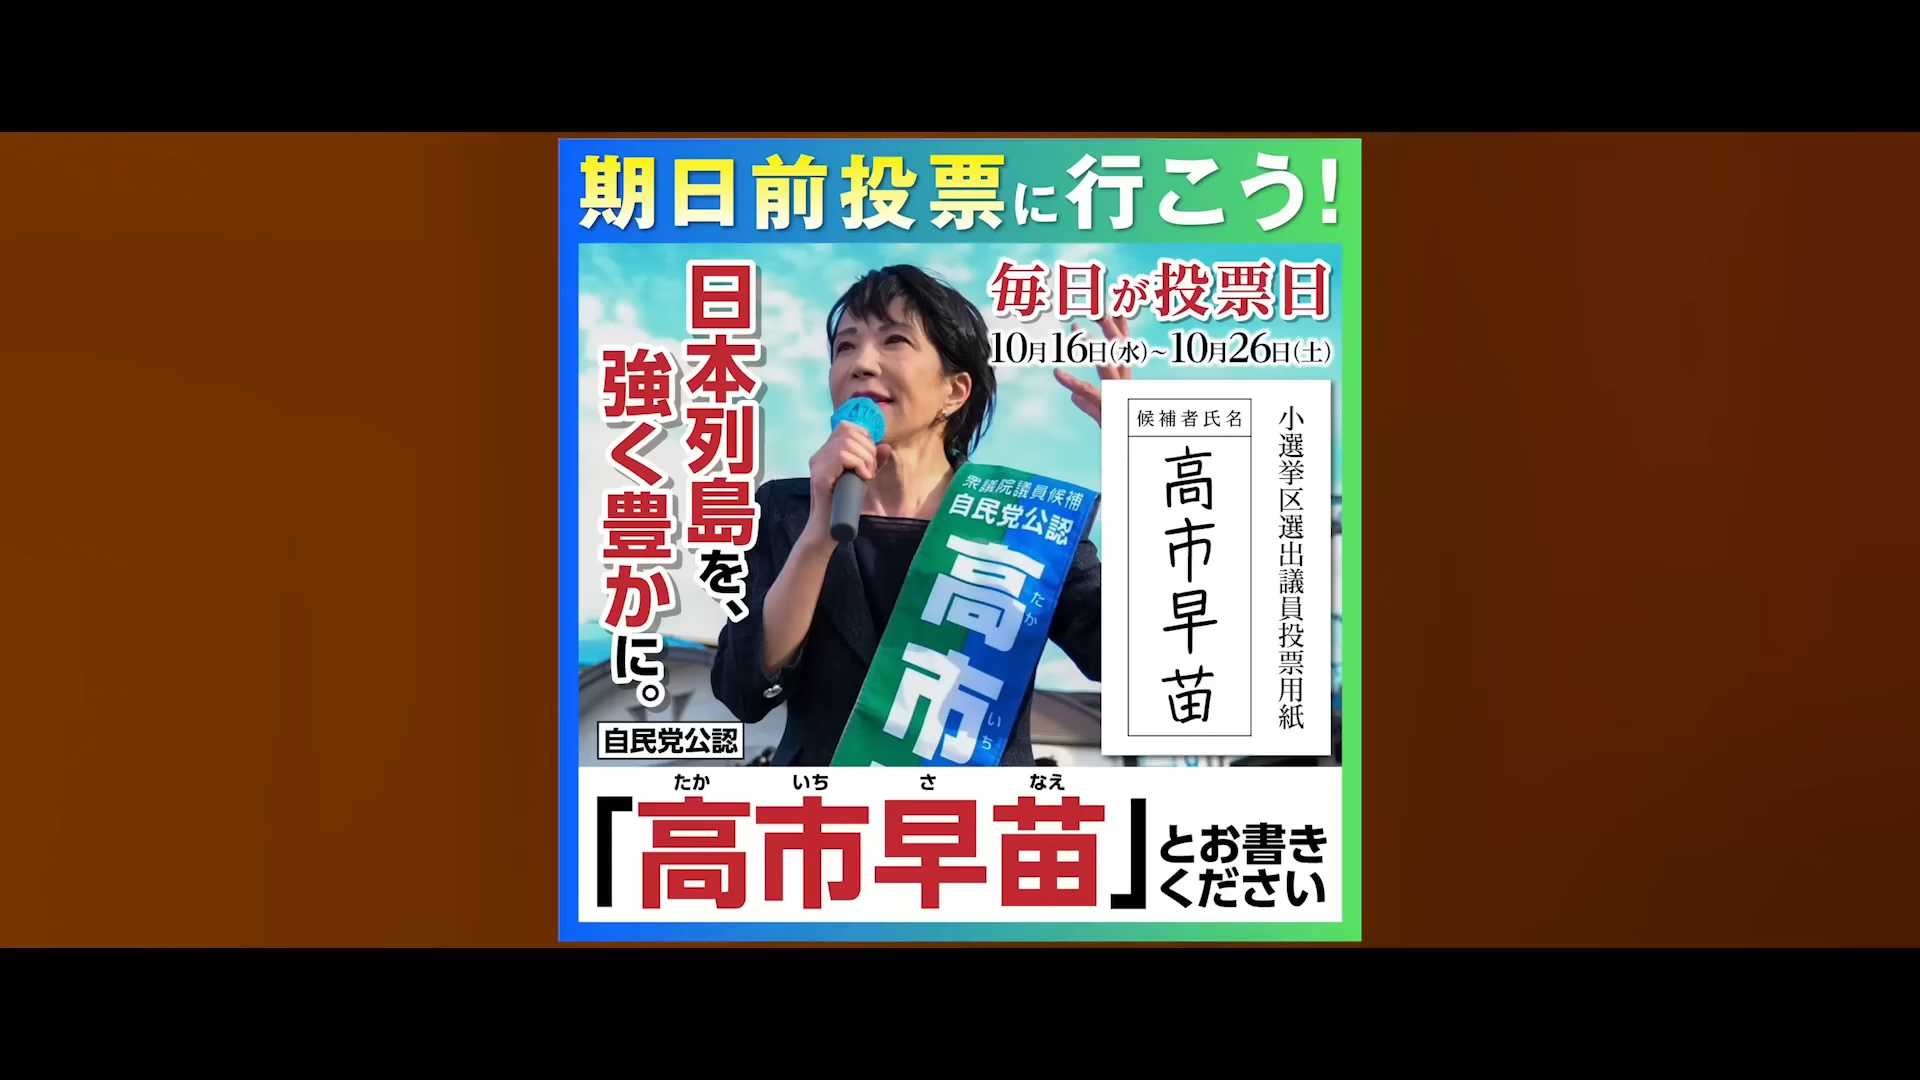 期日前投票に行こう!
毎日が投票日
10月16日(水)~10月26日(土)
日本列島を、
強く豊かに。
自民党公認
衆議院議員候補
自民党公認
高市
たか
いち
小選挙区選出議員投票用紙
候補者氏名
高市早苗
たか いち さ なえ
「高市早苗」とお書き
ください